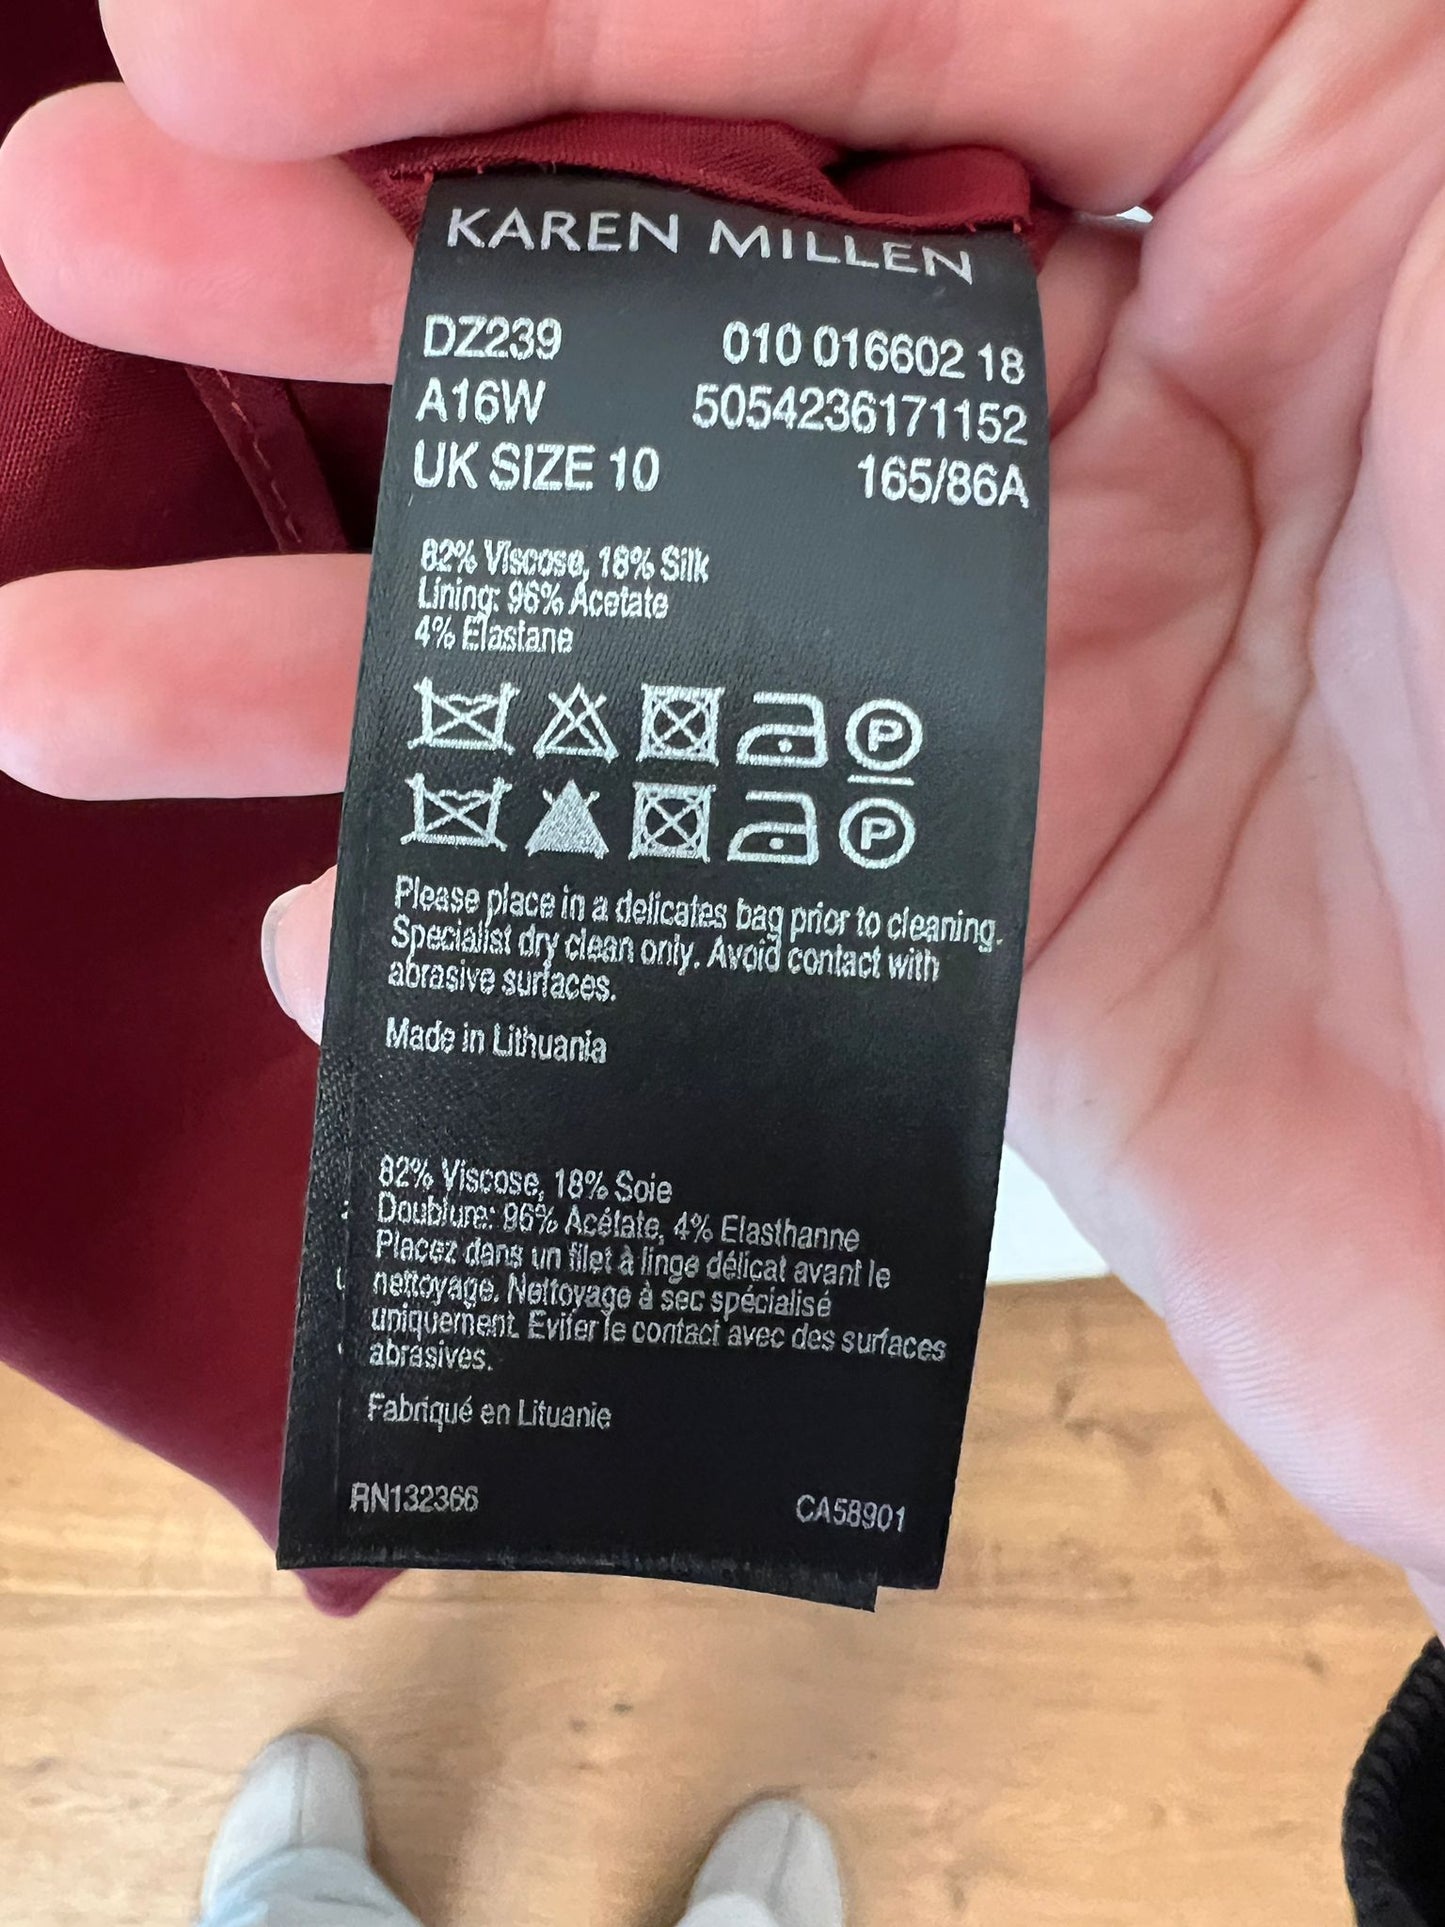 KAREN MILLEN
DZ239 010 016602 18
A16W 5054236171152
UK SIZE 10 165/86A
82% Viscose, 18% Silk
Lining: 96% Acetate
4% Elastane
P
P
Please place in a delicates bag prior to cleaning.
Specialist dry clean only. Avoid contact with
abrasive surfaces.
Made in Lithuania
82% Viscose, 18% Soie
Doublure: 96% Acétate, 4% Elasthanne
Placez dans un filet à linge délicat avant le
nettoyage. Nettoyage à sec spécialisé
uniquement. Eviter le contact avec des surfaces
abrasives.
Fabriqué en Lituanie
RN132366 CA58901